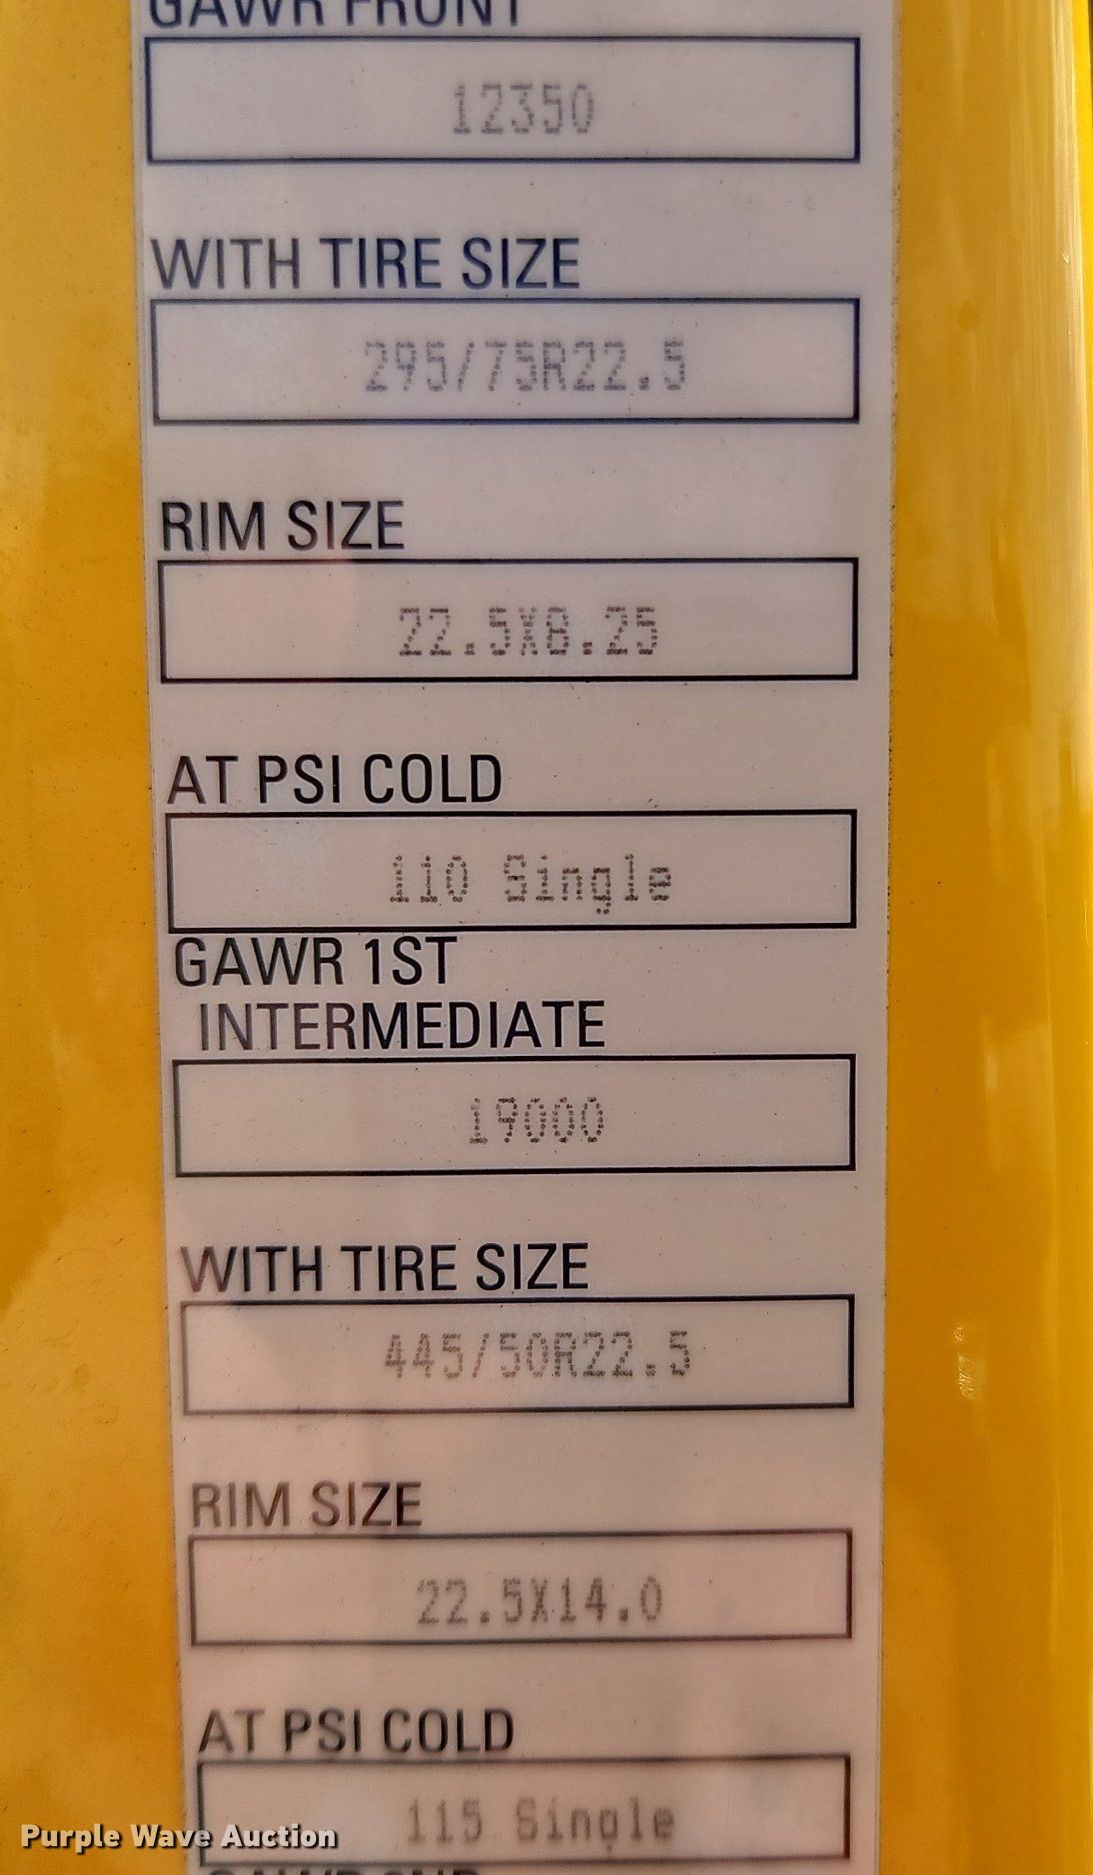 GAWR FRONT
12350
WITH TIRE SIZE
295/75R22.5
RIM SIZE
22.5X8.25
AT PSI COLD
110 Single
GAWR 1ST
INTERMEDIATE
19000
WITH TIRE SIZE
445/50R22.5
RIM SIZE
22.5X14.0
AT PSI COLD
115 Single
GAWR 2ND
Purple Wave Auction